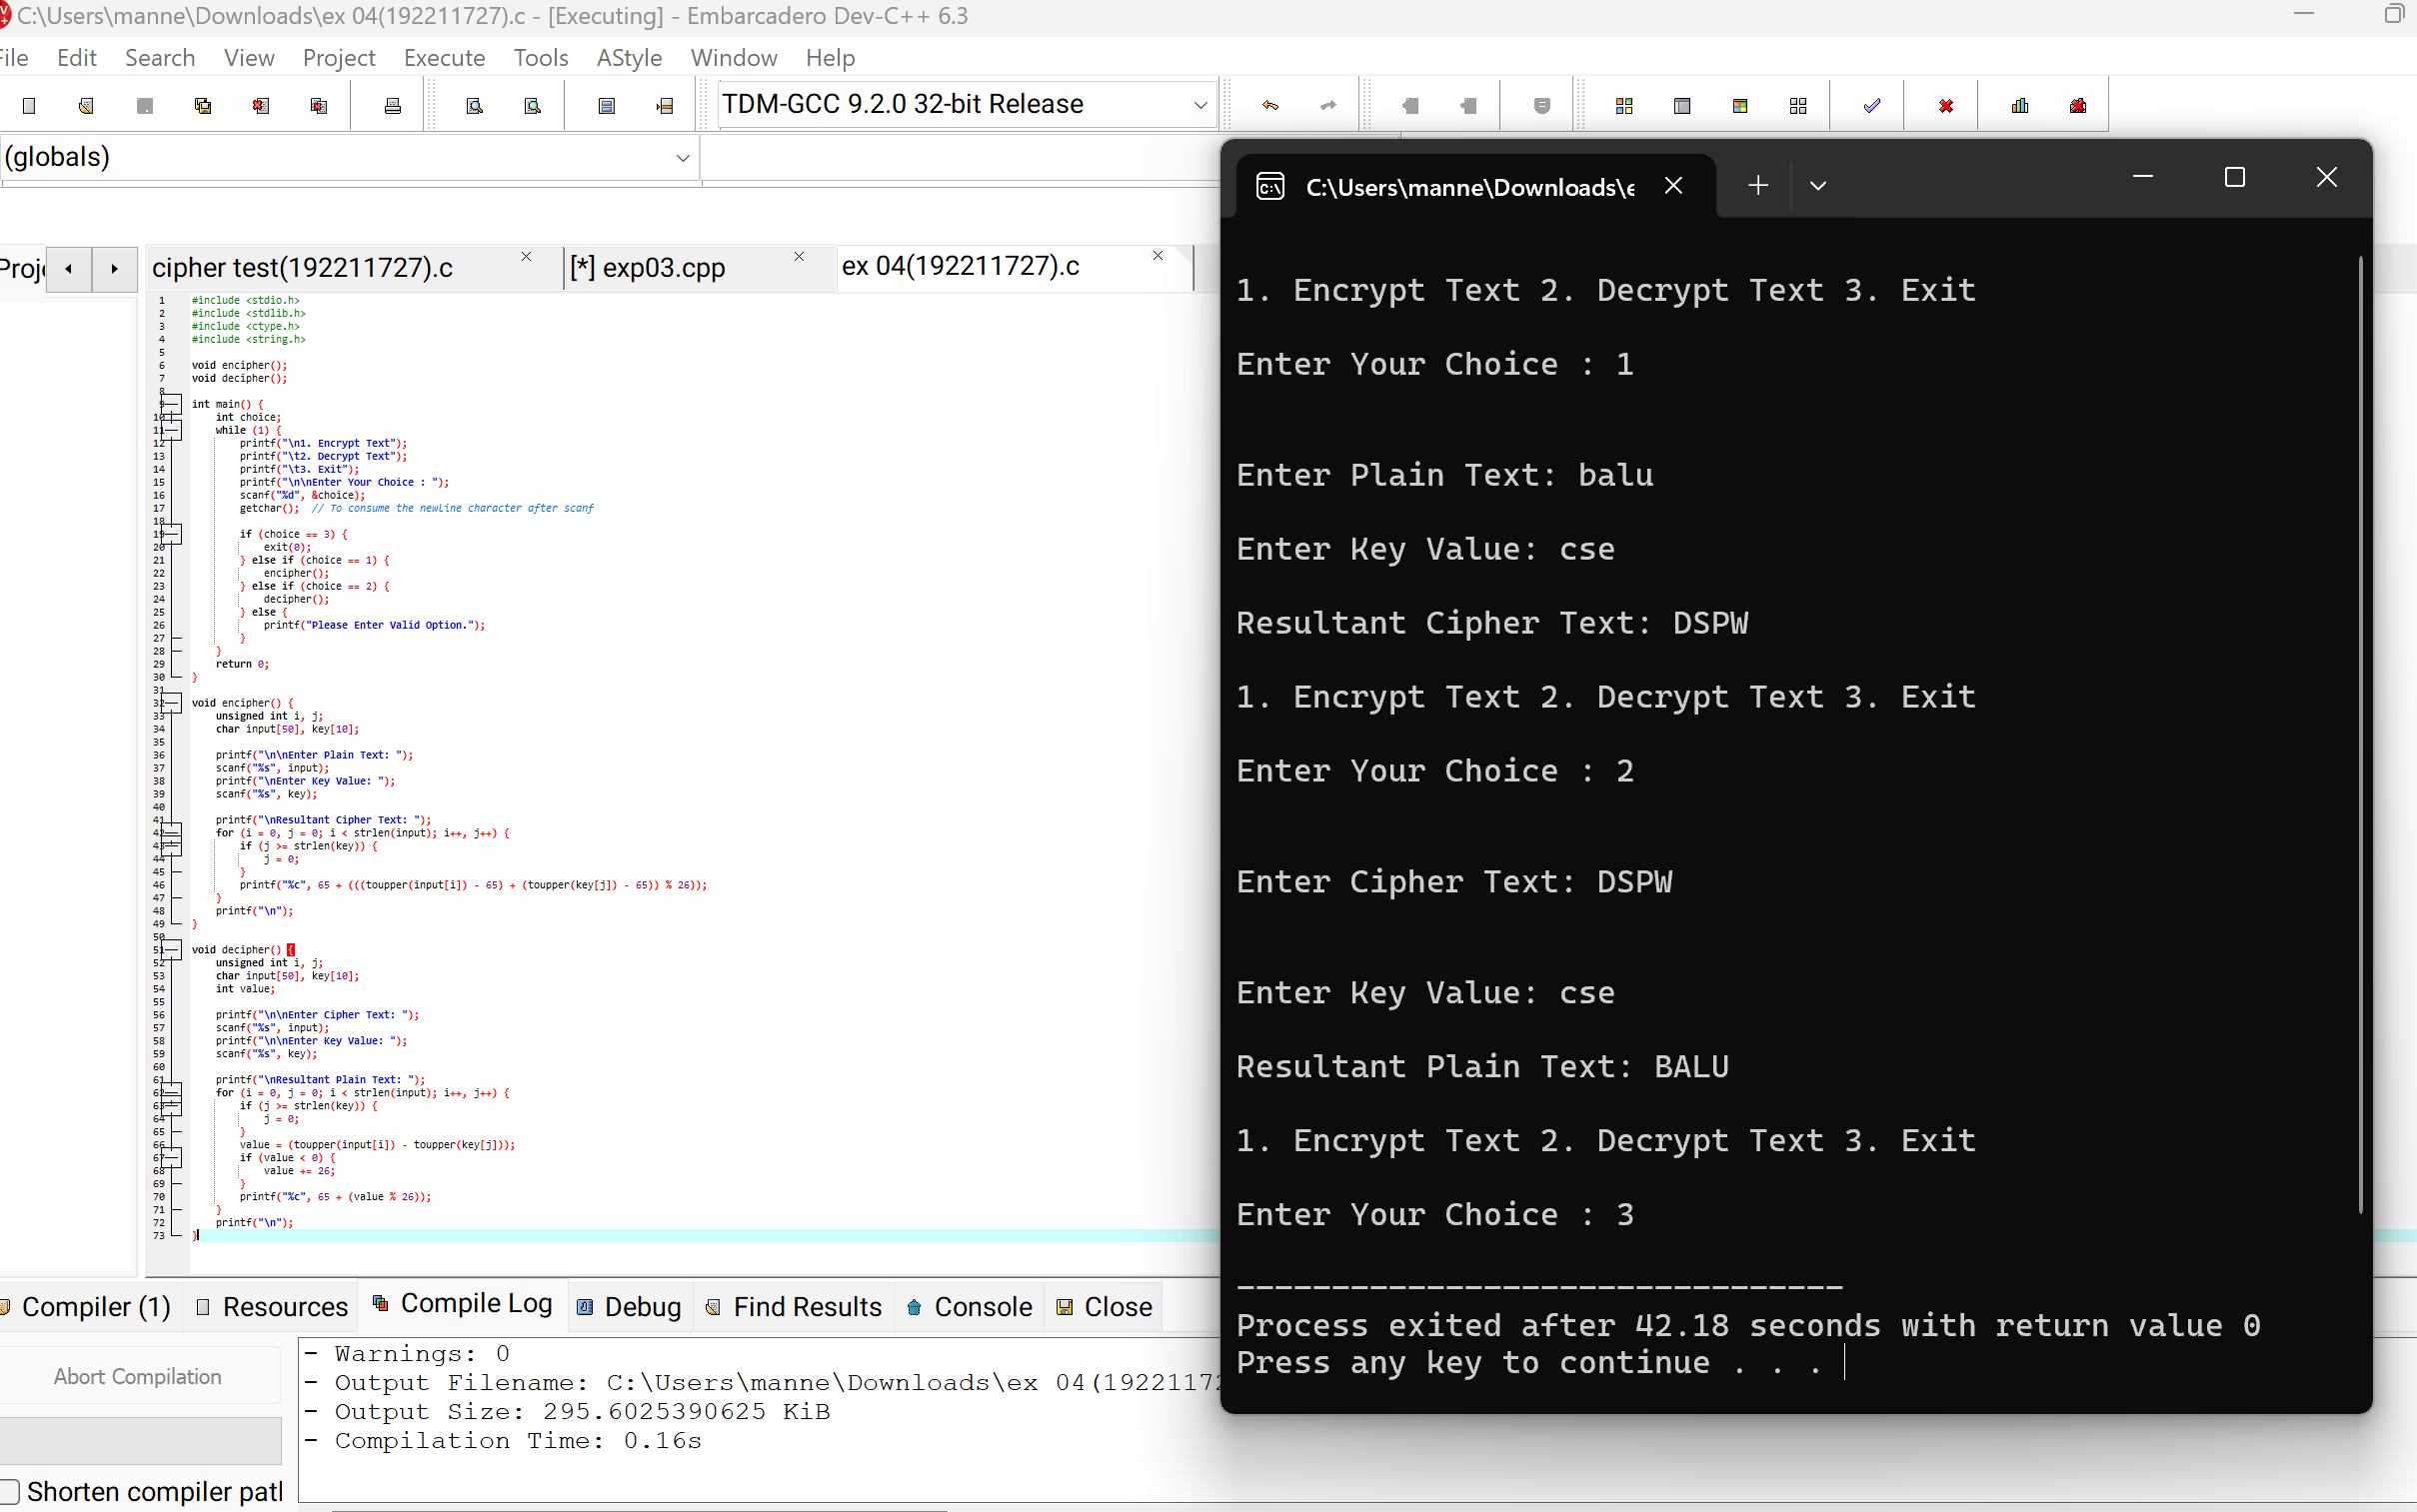 C:\Users\manne\Downloads\ex 04(192211727).c - [Executing] - Embarcadero Dev-C++ 6.3
File Edit Search View Project Execute Tools AStyle Window Help
TDM-GCC 9.2.0 32-bit Release
(globals)
Proje
cipher test(192211727).c [*] exp03.cpp ex 04(192211727).c
1 #include <stdio.h>
2 #include <stdlib.h>
3 #include <ctype.h>
4 #include <string.h>
5
6 void encipher();
7 void decipher();
8
9 int main() {
10 int choice;
11 while (1) {
12 printf("\n1. Encrypt Text");
13 printf("\t2. Decrypt Text");
14 printf("\t3. Exit");
15 printf("\n\nEnter Your Choice : ");
16 scanf("%d", &choice);
17 getchar(); // To consume the newline character after scanf
18
19 if (choice == 3) {
20 exit(0);
21 } else if (choice == 1) {
22 encipher();
23 } else if (choice == 2) {
24 decipher();
25 } else {
26 printf("Please Enter Valid Option.");
27 }
28 }
29 return 0;
30 }
31
32 void encipher() {
33 unsigned int i, j;
34 char input[50], key[10];
35
36 printf("\n\nEnter Plain Text: ");
37 scanf("%s", input);
38 printf("\nEnter Key Value: ");
39 scanf("%s", key);
40
41 printf("\nResultant Cipher Text: ");
42 for (i = 0, j = 0; i < strlen(input); i++, j++) {
43 if (j >= strlen(key)) {
44 j = 0;
45 }
46 printf("%c", 65 + (((toupper(input[i]) - 65) + (toupper(key[j]) - 65)) % 26));
47 }
48 printf("\n");
49 }
50
51 void decipher() {
52 unsigned int i, j;
53 char input[50], key[10];
54 int value;
55
56 printf("\n\nEnter Cipher Text: ");
57 scanf("%s", input);
58 printf("\n\nEnter Key Value: ");
59 scanf("%s", key);
60
61 printf("\nResultant Plain Text: ");
62 for (i = 0, j = 0; i < strlen(input); i++, j++) {
63 if (j >= strlen(key)) {
64 j = 0;
65 }
66 value = (toupper(input[i]) - toupper(key[j]));
67 if (value < 0) {
68 value += 26;
69 }
70 printf("%c", 65 + (value % 26));
71 }
72 printf("\n");
73 }
Compiler (1) Resources Compile Log Debug Find Results Console Close
Abort Compilation
Shorten compiler path
- Warnings: 0
- Output Filename: C:\Users\manne\Downloads\ex 04(19221172
- Output Size: 295.6025390625 KiB
- Compilation Time: 0.16s
C:\Users\manne\Downloads\e
1. Encrypt Text 2. Decrypt Text 3. Exit
Enter Your Choice : 1
Enter Plain Text: balu
Enter Key Value: cse
Resultant Cipher Text: DSPW
1. Encrypt Text 2. Decrypt Text 3. Exit
Enter Your Choice : 2
Enter Cipher Text: DSPW
Enter Key Value: cse
Resultant Plain Text: BALU
1. Encrypt Text 2. Decrypt Text 3. Exit
Enter Your Choice : 3
--------------------------------
Process exited after 42.18 seconds with return value 0
Press any key to continue . . .